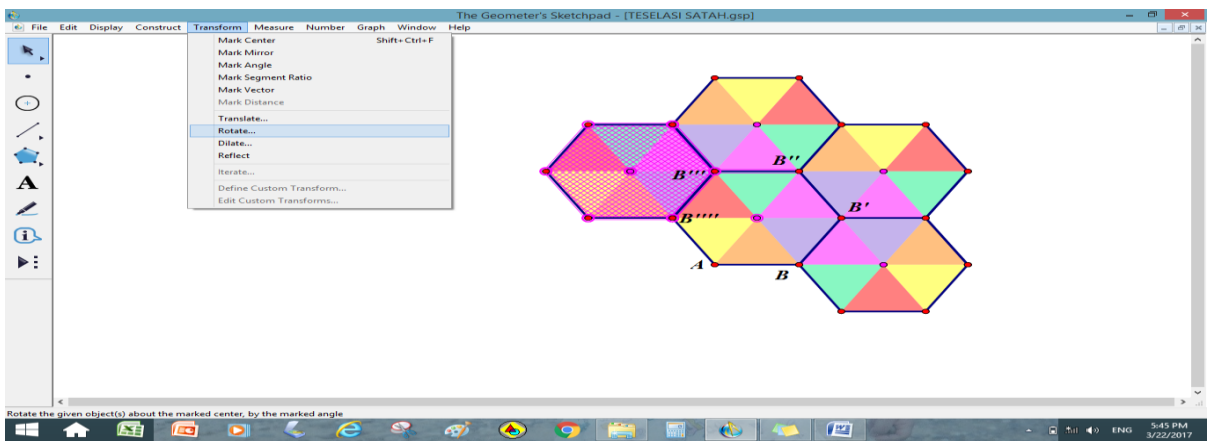 The Geometer's Sketchpad - [TESELASI SATAH.gsp]
File Edit Display Construct Transform Measure Number Graph Window Help
Mark Center Shift+Ctrl+F
Mark Mirror
Mark Angle
Mark Segment Ratio
Mark Vector
Mark Distance
Translate...
Rotate...
Dilate...
Reflect
Iterate...
Define Custom Transform...
Edit Custom Transforms...
A
B''
B'''
B'
B''''
A
B
Rotate the given object(s) about the marked center, by the marked angle
ENG
5:45 PM
3/22/2017